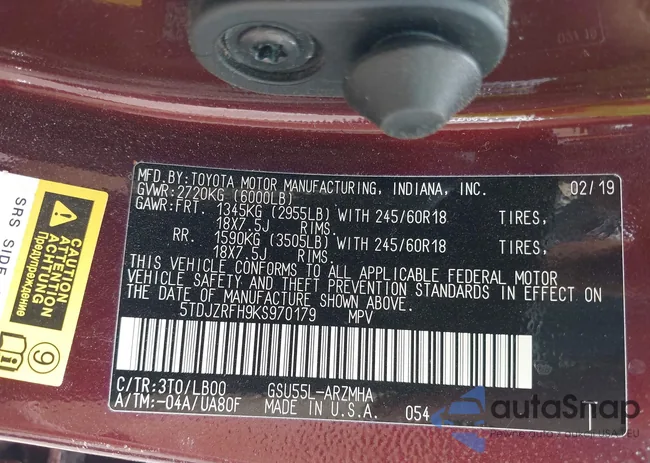 MFD.BY:TOYOTA MOTOR MANUFACTURING, INDIANA, INC. 02/19
GVWR:2720KG (6000LB)
GAWR:FRT. 1345KG (2955LB) WITH 245/60R18 TIRES,
18X7.5J RIMS.
RR. 1590KG (3505LB) WITH 245/60R18 TIRES,
18X7.5J RIMS.
THIS VEHICLE CONFORMS TO ALL APPLICABLE FEDERAL MOTOR
VEHICLE SAFETY AND THEFT PREVENTION STANDARDS IN EFFECT ON
THE DATE OF MANUFACTURE SHOWN ABOVE.
5TDJZRFH9KS970179 MPV
C/TR:3T0/LB00 GSU55L-ARZMHA
A/TM:-04A/UA80F MADE IN U.S.A. 054 T
CAUTION
ATTENTION
ACHTUNG
Предупреждение
9
SRS SIDE
autoSnap